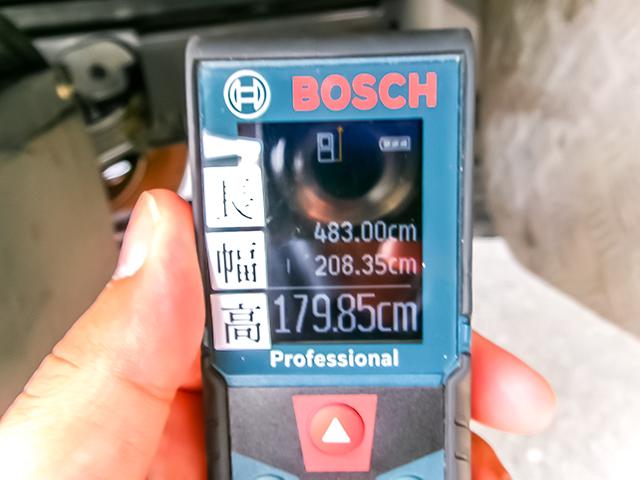 BOSCH
長 483.00cm
幅 208.35cm
高 179.85cm
Professional